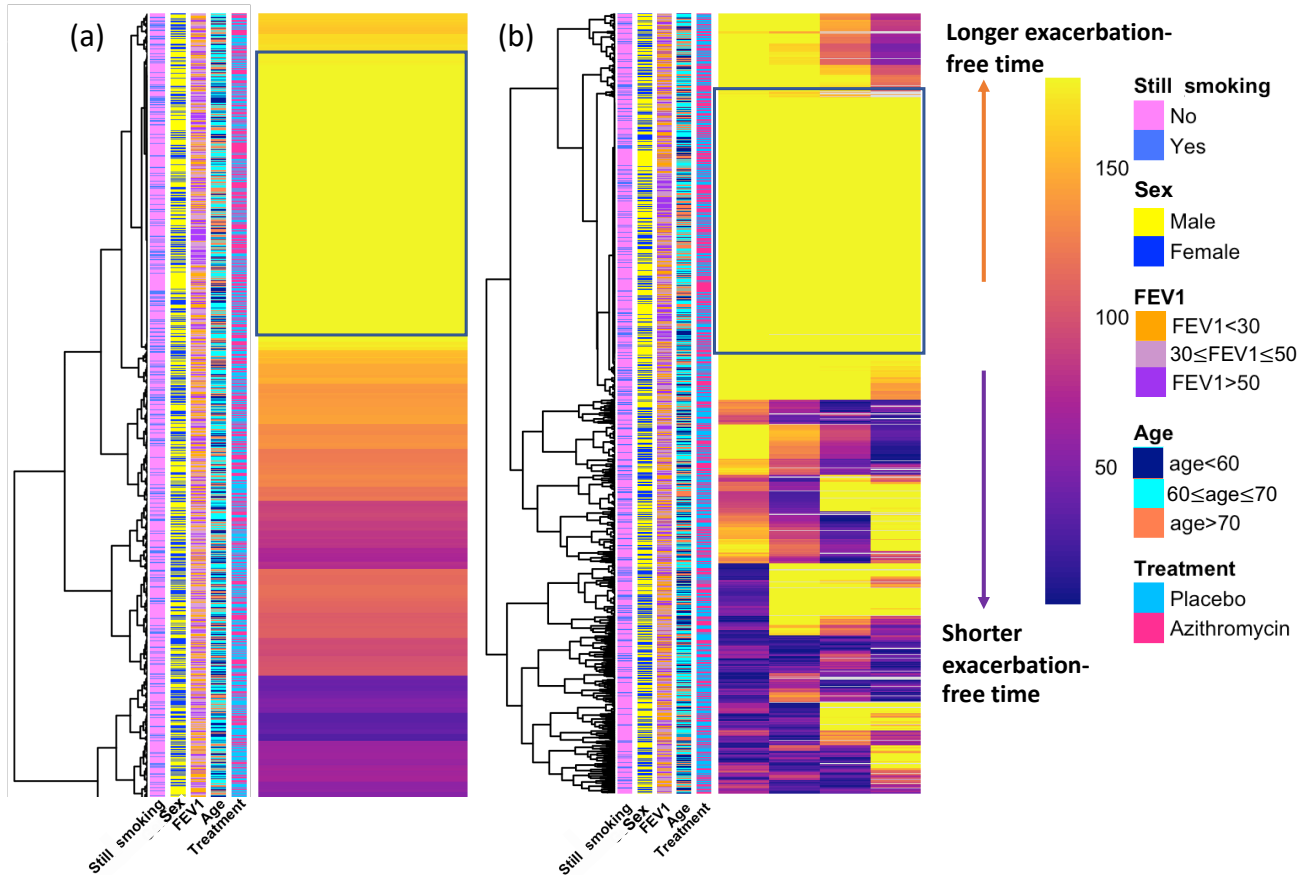 (a)
(b)
Longer exacerbation-
free time
150
100
50
Shorter
exacerbation-
free time
Still smoking
No
Yes
Sex
Male
Female
FEV1
FEV1<30
30≤FEV1≤50
FEV1>50
Age
age<60
60≤age≤70
age>70
Treatment
Placebo
Azithromycin
Still smoking
Sex
FEV1
Age
Treatment
Still smoking
Sex
FEV1
Age
Treatment